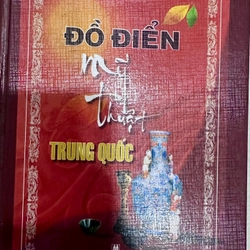 ĐỒ ĐIỂN
mỹ
thuật
TRUNG QUỐC